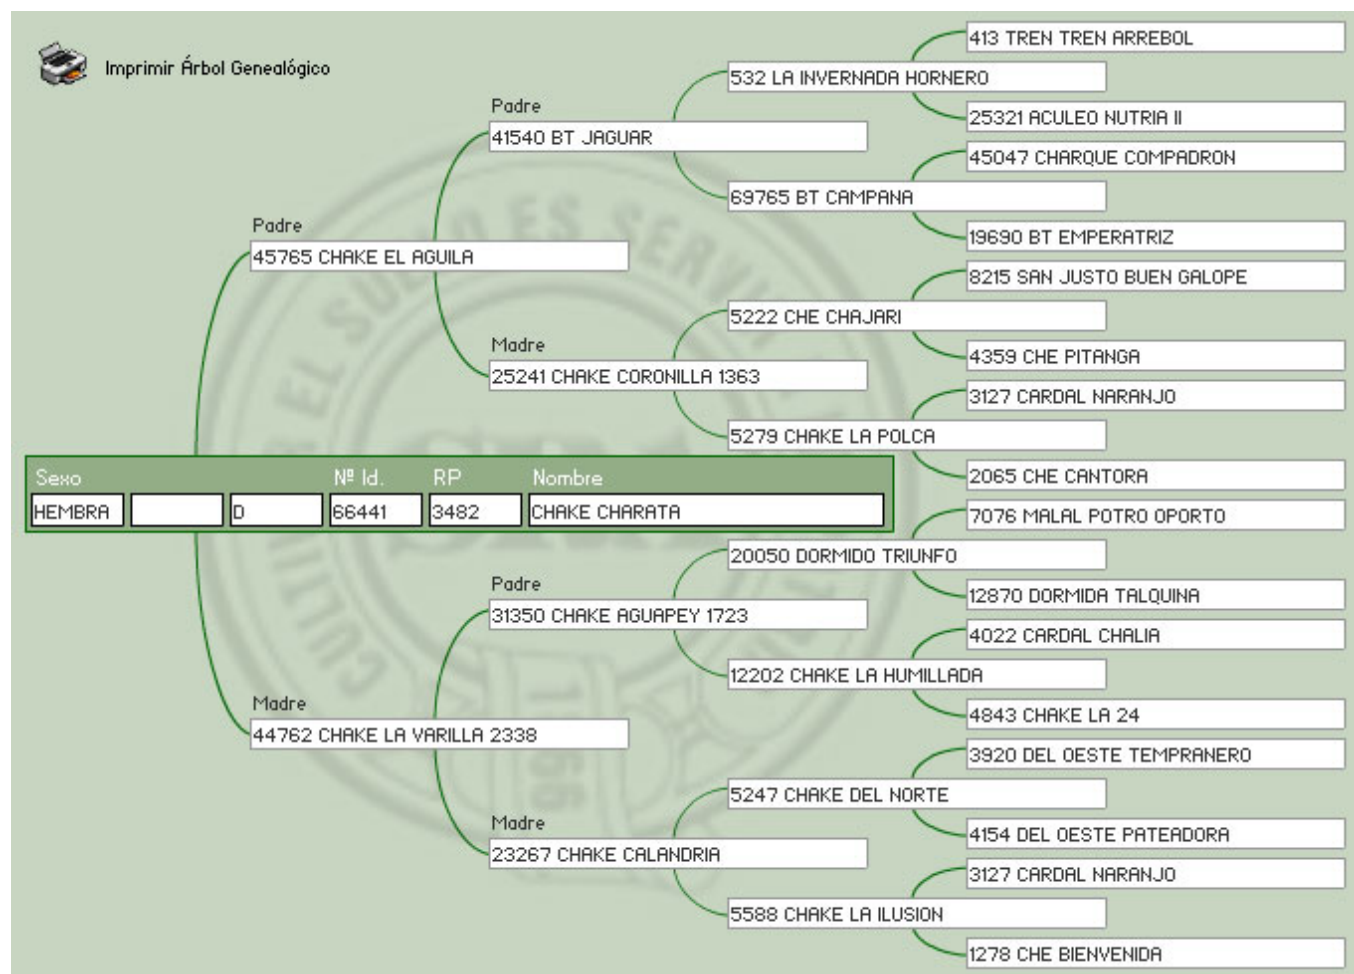 Imprimir Árbol Genealógico
413 TREN TREN ARREBOL
532 LA INVERNADA HORNERO
Padre
25321 ACULEO NUTRIA II
41540 BT JAGUAR
45047 CHARQUE COMPADRON
69765 BT CAMPANA
Padre
19690 BT EMPERATRIZ
45765 CHAKE EL AGUILA
8215 SAN JUSTO BUEN GALOPE
5222 CHE CHAJARI
Madre
4359 CHE PITANGA
25241 CHAKE CORONILLA 1363
3127 CARDAL NARANJO
5279 CHAKE LA POLCA
2065 CHE CANTORA
Sexo Nº Id. RP Nombre
HEMBRA D 66441 3482 CHAKE CHARATA
7076 MALAL POTRO OPORTO
20050 DORMIDO TRIUNFO
Padre
12870 DORMIDA TALQUINA
31350 CHAKE AGUAPEY 1723
4022 CARDAL CHALIA
12202 CHAKE LA HUMILLADA
Madre
4843 CHAKE LA 24
44762 CHAKE LA VARILLA 2338
3920 DEL OESTE TEMPRANERO
5247 CHAKE DEL NORTE
Madre
4154 DEL OESTE PATEADORA
23267 CHAKE CALANDRIA
3127 CARDAL NARANJO
5588 CHAKE LA ILUSION
1278 CHE BIENVENIDA
CULTIVAR EL SUELO ES SERVIR
1866